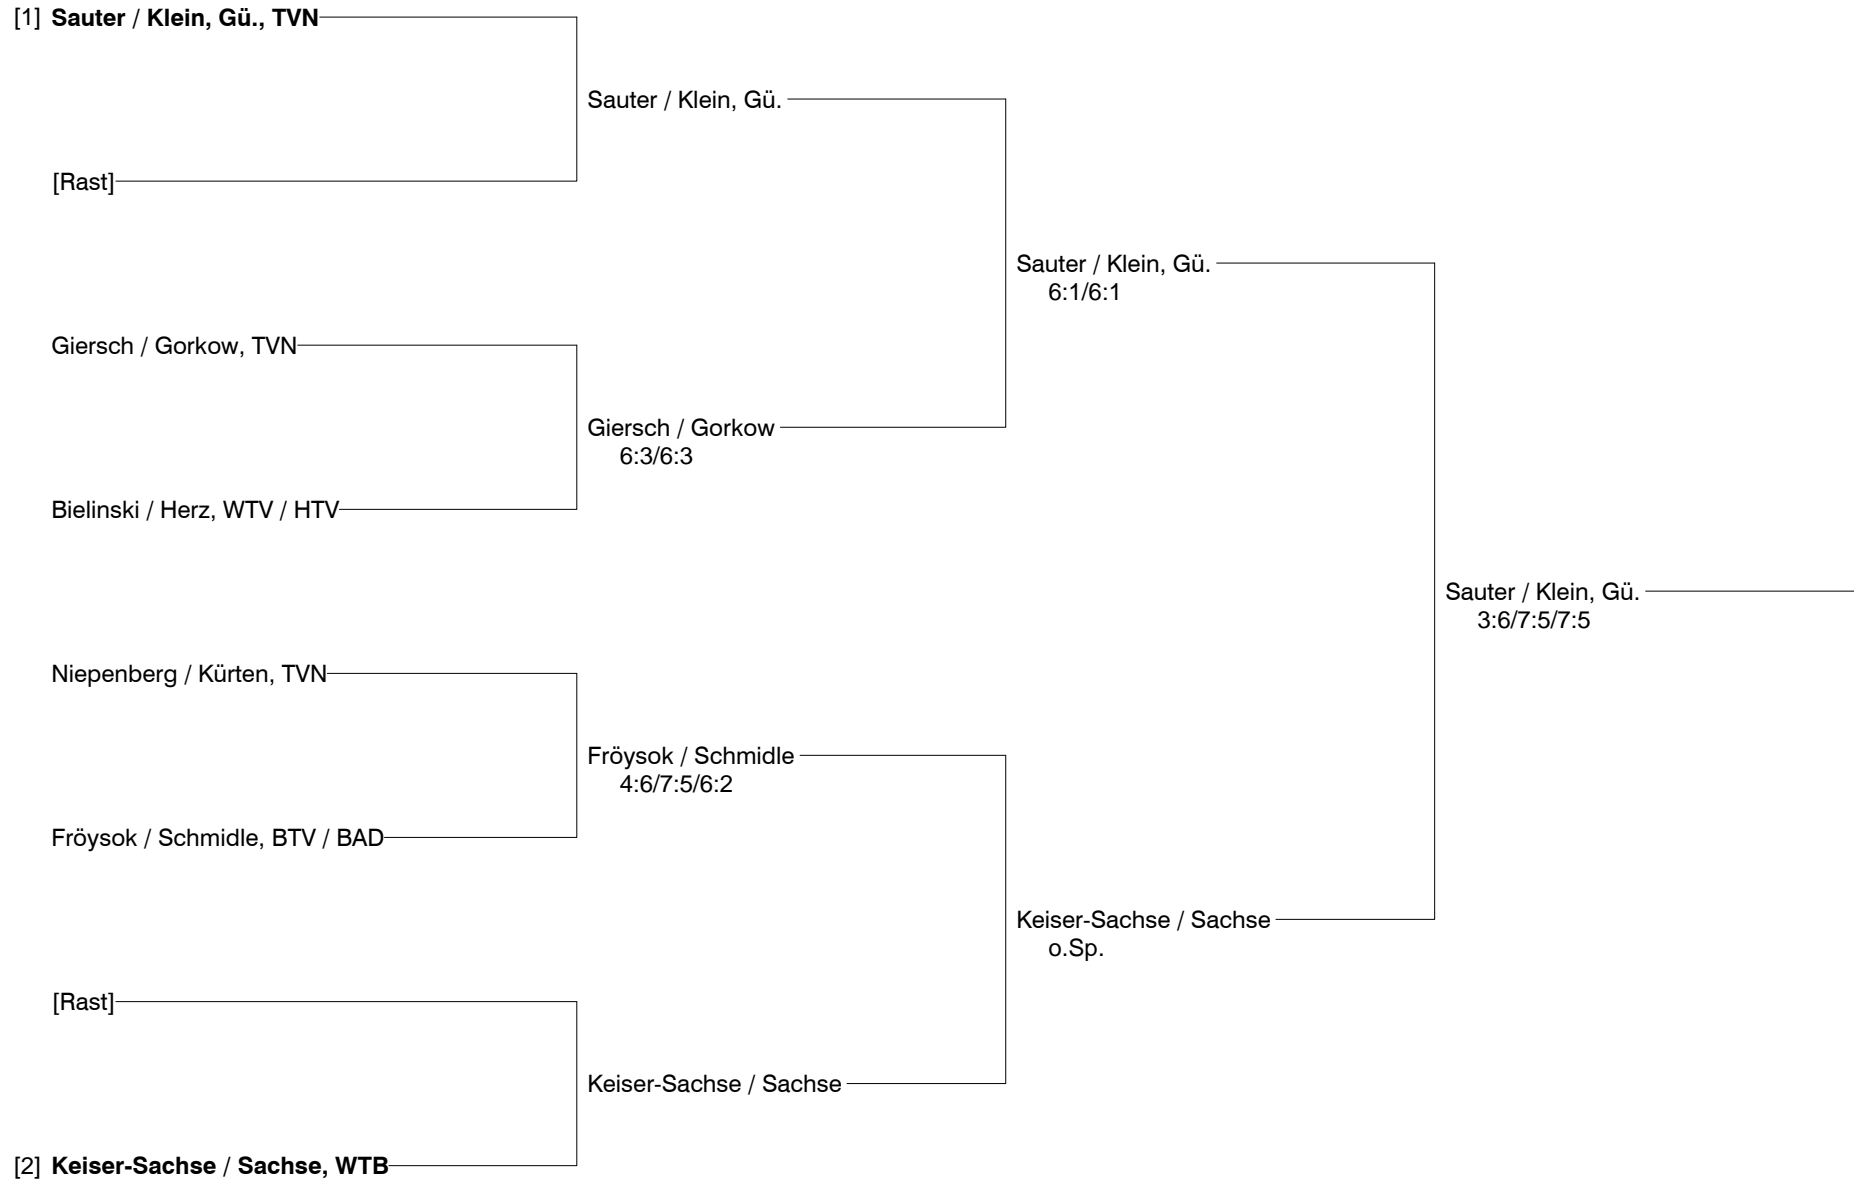 [1] Sauter / Klein, Gü., TVN
Sauter / Klein, Gü.
[Rast]
Sauter / Klein, Gü.
6:1/6:1
Giersch / Gorkow, TVN
Giersch / Gorkow
6:3/6:3
Bielinski / Herz, WTV / HTV
Sauter / Klein, Gü.
3:6/7:5/7:5
Niepenberg / Kürten, TVN
Fröysok / Schmidle
4:6/7:5/6:2
Fröysok / Schmidle, BTV / BAD
Keiser-Sachse / Sachse
o.Sp.
[Rast]
Keiser-Sachse / Sachse
[2] Keiser-Sachse / Sachse, WTB